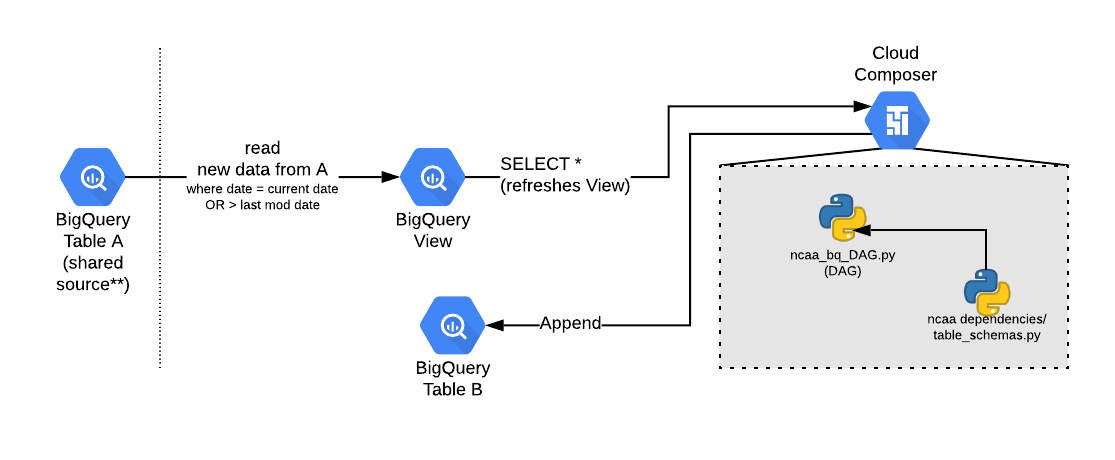 Cloud
Composer
read
new data from A
where date = current date
OR > last mod date
SELECT *
(refreshes View)
BigQuery
Table A
(shared
source**)
BigQuery
View
ncaa_bq_DAG.py
(DAG)
ncaa dependencies/
table_schemas.py
Append
BigQuery
Table B